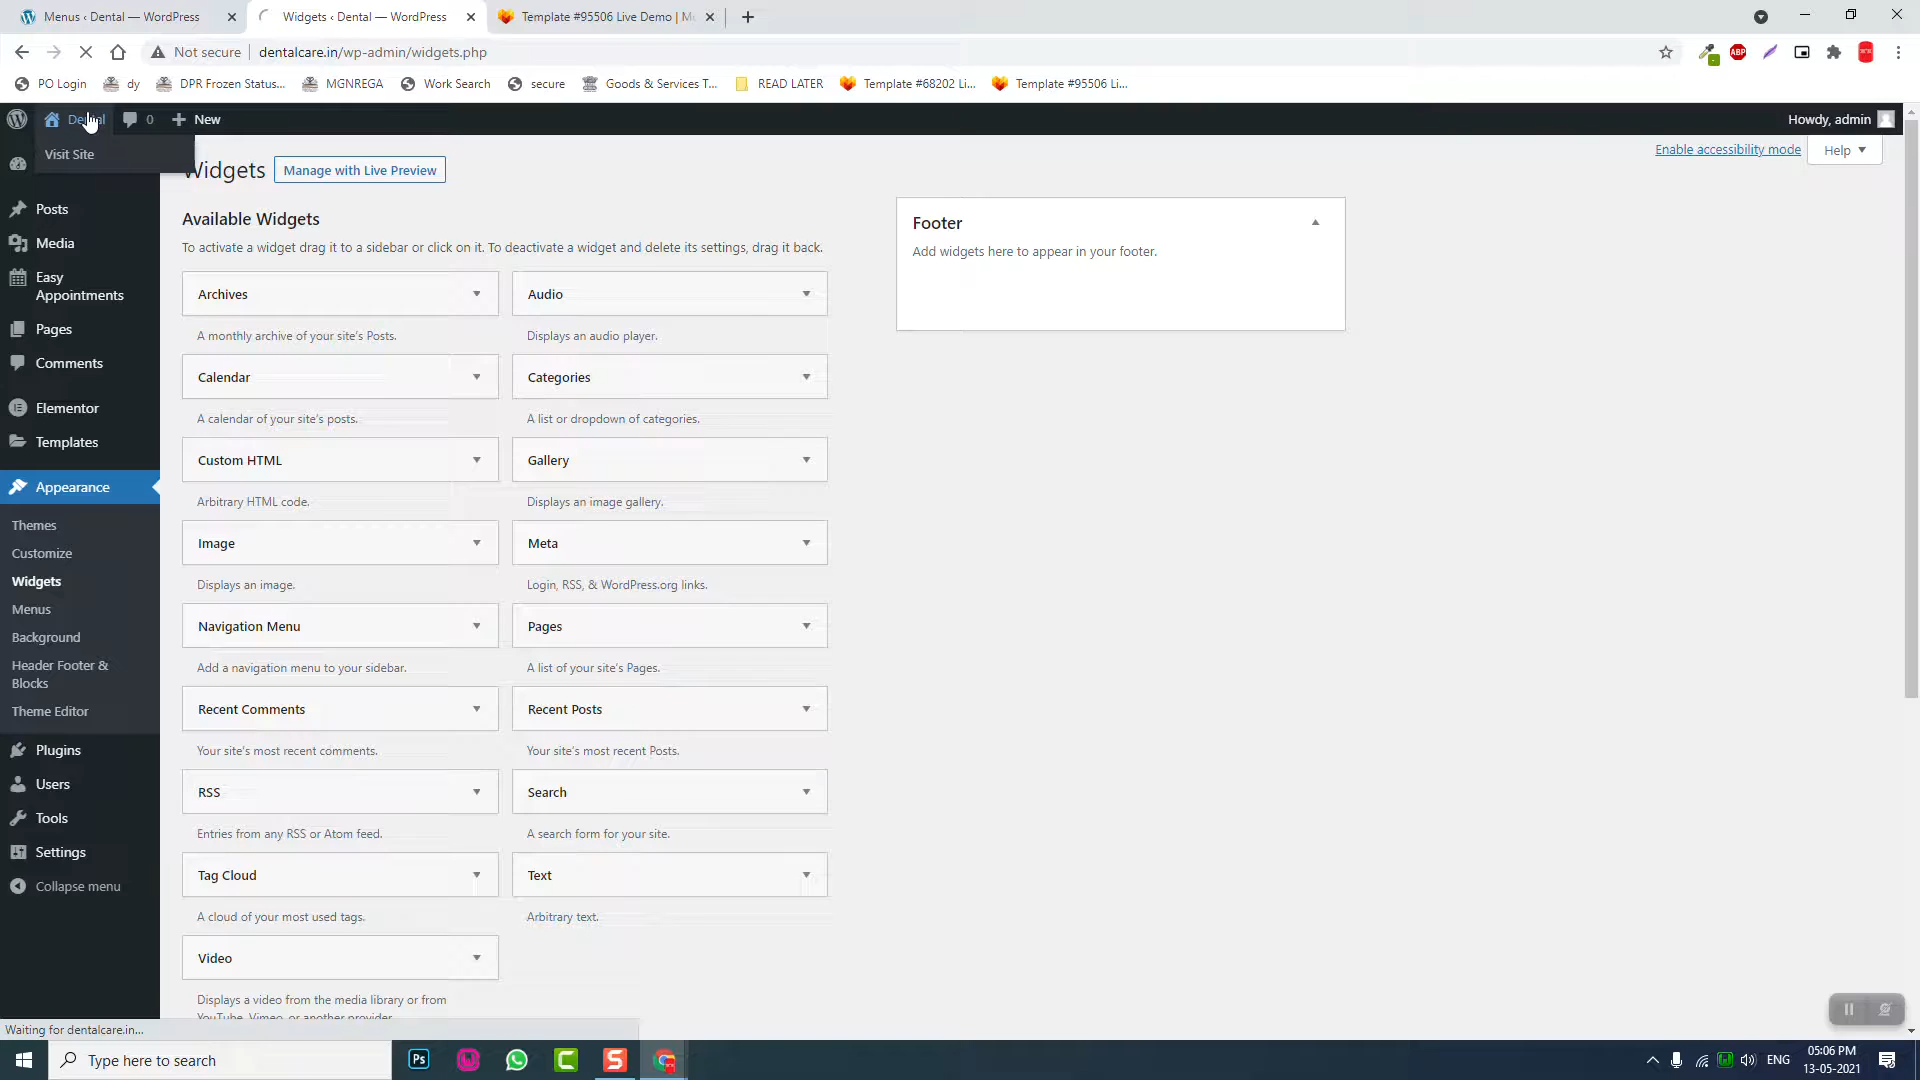 Menus ‹ Dental — WordPress
Widgets ‹ Dental — WordPress
Template #95506 Live Demo | M
Not secure
dentalcare.in/wp-admin/widgets.php
PO Login
dy
DPR Frozen Status...
MGNREGA
Work Search
secure
Goods & Services T...
READ LATER
Template #68202 Li...
Template #95506 Li...
ABP
Dental
0
New
Howdy, admin
Visit Site
Widgets
Manage with Live Preview
Enable accessibility mode
Help
Posts
Media
Easy
Appointments
Pages
Comments
Elementor
Templates
Appearance
Themes
Customize
Widgets
Menus
Background
Header Footer &
Blocks
Theme Editor
Plugins
Users
Tools
Settings
Collapse menu
Available Widgets
To activate a widget drag it to a sidebar or click on it. To deactivate a widget and delete its settings, drag it back.
Archives
Audio
A monthly archive of your site's Posts.
Displays an audio player.
Calendar
Categories
A calendar of your site's posts.
A list or dropdown of categories.
Custom HTML
Gallery
Arbitrary HTML code.
Displays an image gallery.
Image
Meta
Displays an image.
Login, RSS, & WordPress.org links.
Navigation Menu
Pages
Add a navigation menu to your sidebar.
A list of your site's Pages.
Recent Comments
Recent Posts
Your site's most recent comments.
Your site's most recent Posts.
RSS
Search
Entries from any RSS or Atom feed.
A search form for your site.
Tag Cloud
Text
A cloud of your most used tags.
Arbitrary text.
Video
Displays a video from the media library or from
YouTube, Vimeo, or another provider.
Footer
Add widgets here to appear in your footer.
Waiting for dentalcare.in...
Type here to search
Ps
ENG
05:06 PM
13-05-2021